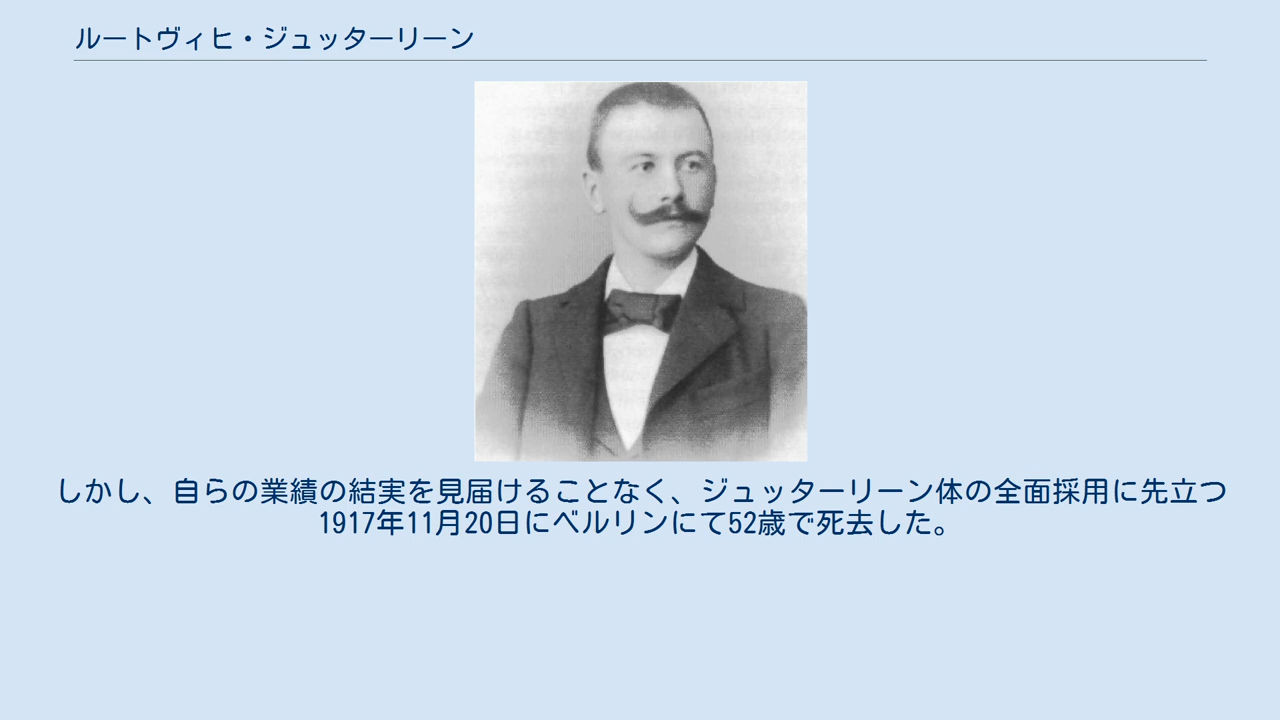 ルートヴィヒ・ジュッターリーン
しかし、自らの業績の結実を見届けることなく、ジュッターリーン体の全面採用に先立つ
1917年11月20日にベルリンにて52歳で死去した。